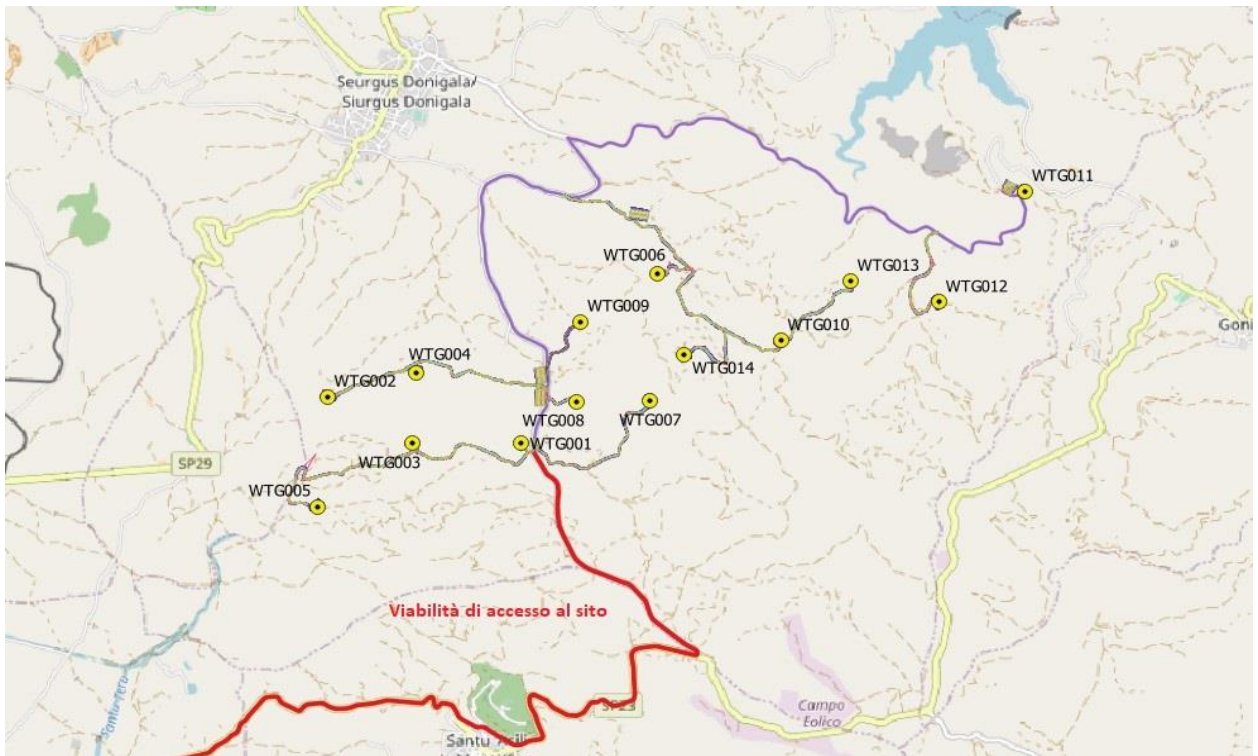 Seurgus Donigala/
Siurgus Donigala
WTG011
WTG006
WTG013
WTG012
WTG009
Goni
WTG010
WTG004
WTG014
WTG002
WTG008
WTG007
WTG001
WTG003
SP29
WTG005
Viabilità di accesso al sito
SP23
Campo
Eolico
Santu